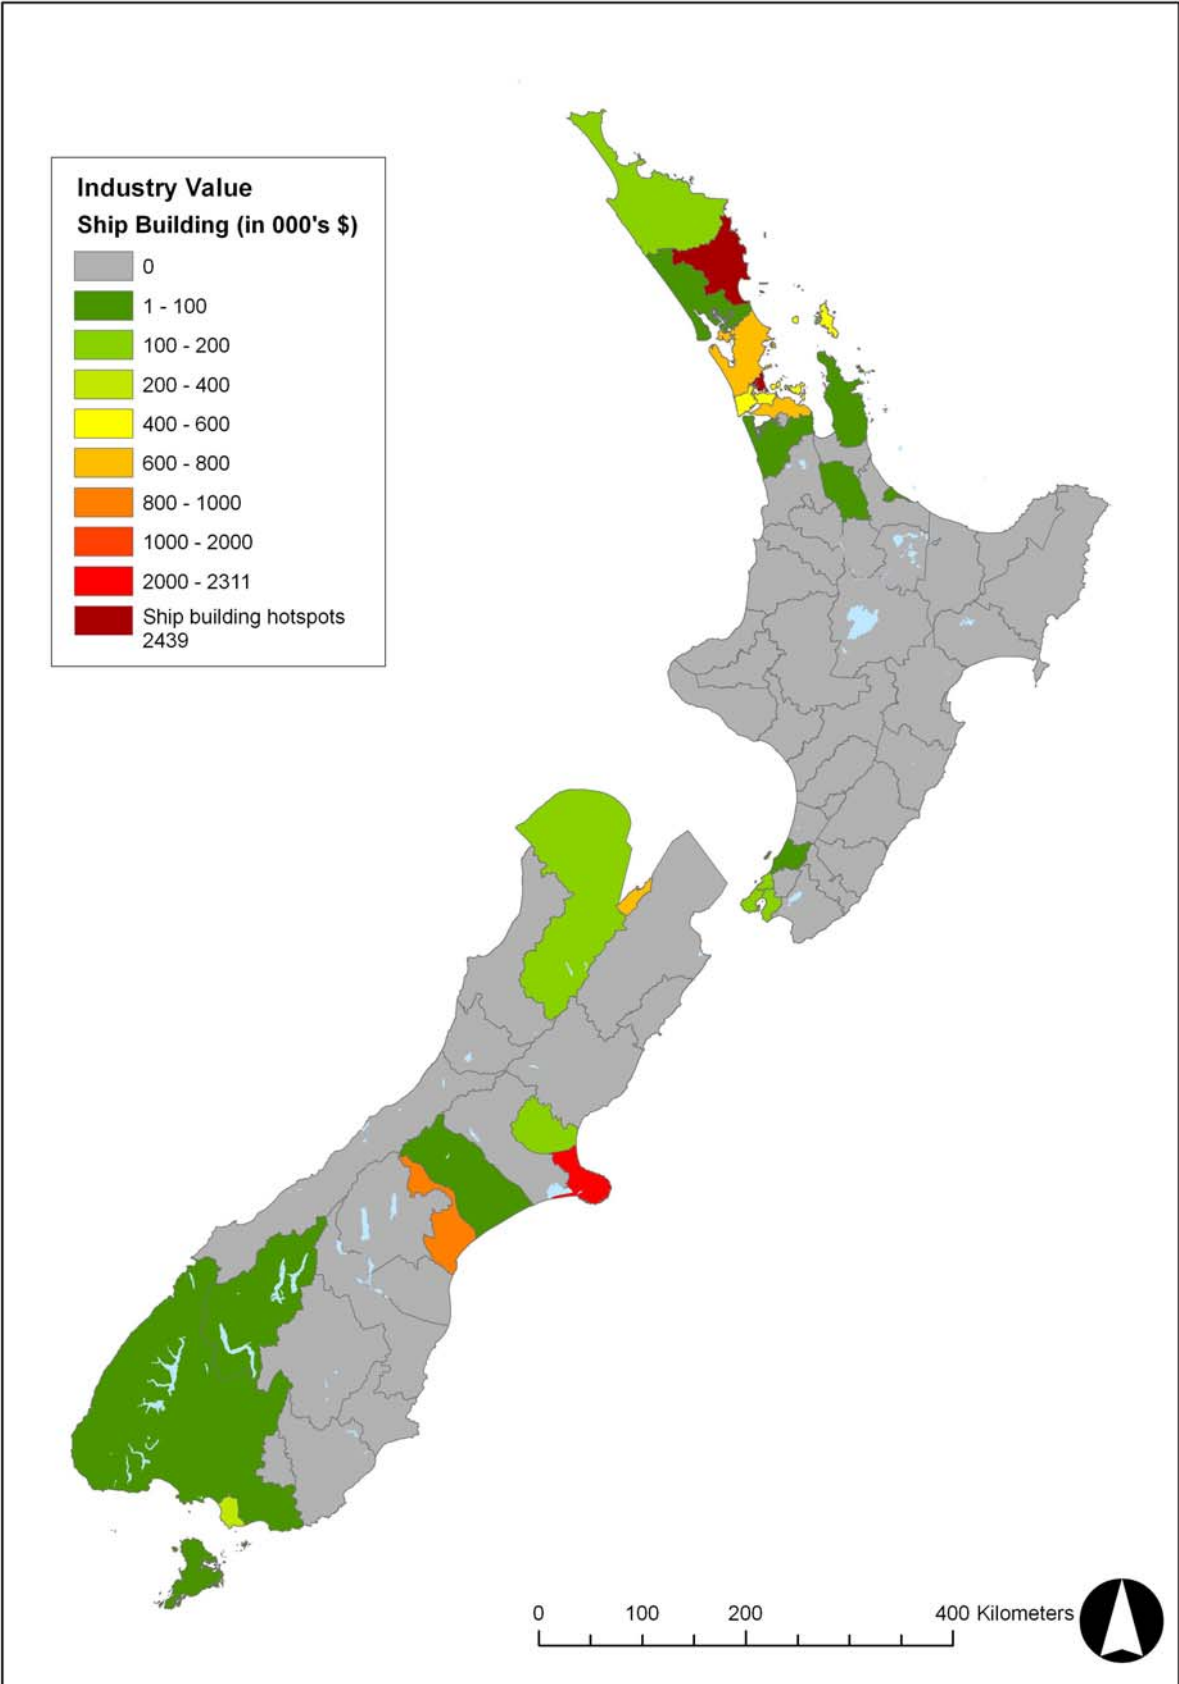 Industry Value
Ship Building (in 000's $)
0
1 - 100
100 - 200
200 - 400
400 - 600
600 - 800
800 - 1000
1000 - 2000
2000 - 2311
Ship building hotspots
2439
0 100 200 400 Kilometers